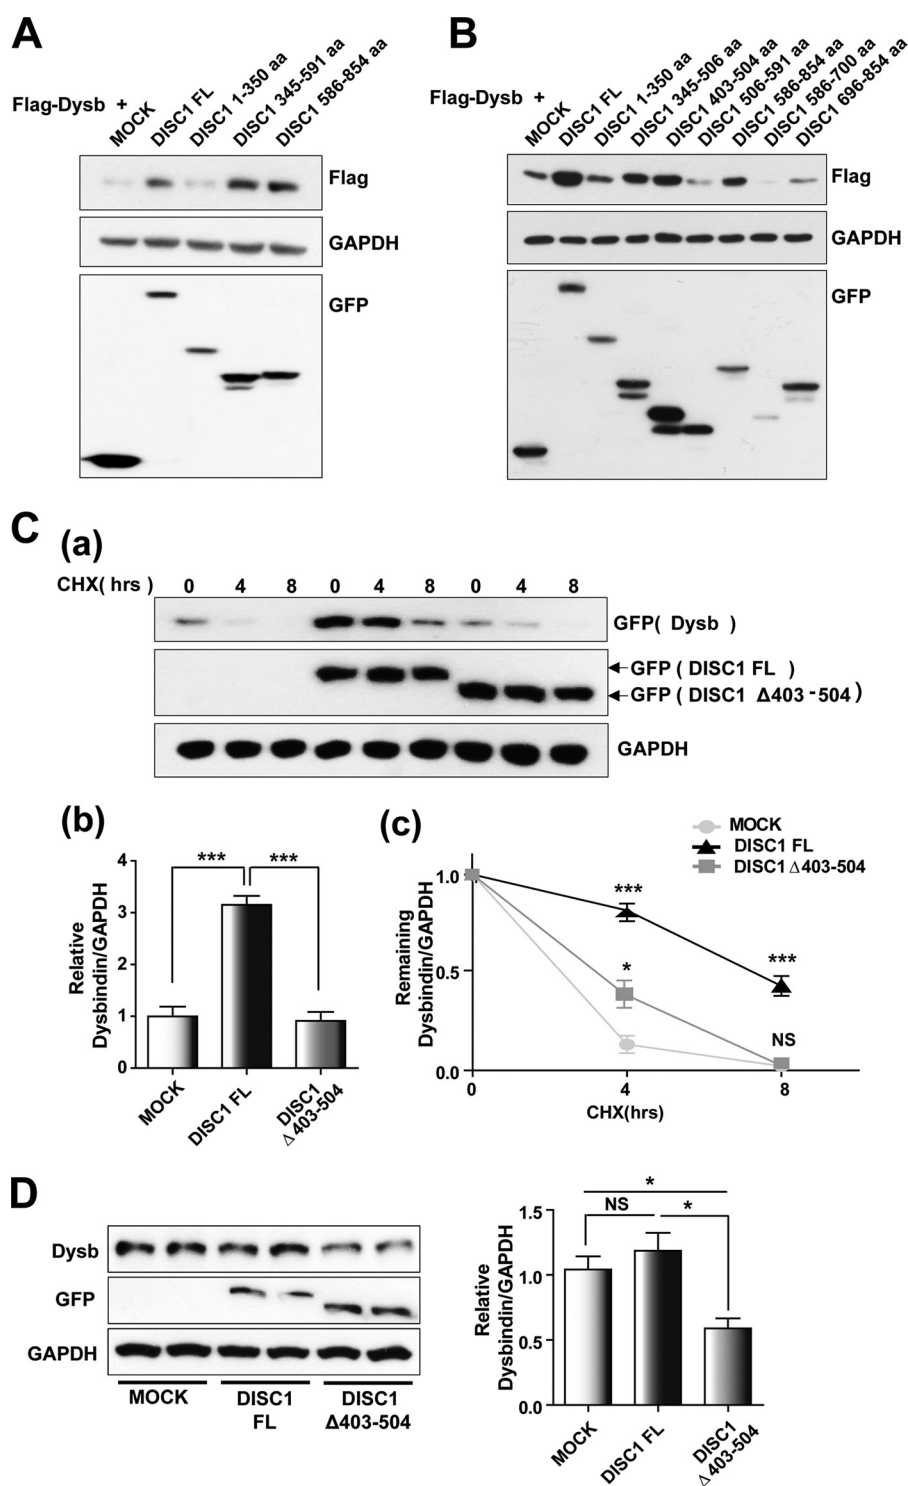 A
Flag-Dysb +
MOCK
DISC1 FL
DISC1 1-350 aa
DISC1 345-591 aa
DISC1 586-854 aa
Flag
GAPDH
GFP
B
Flag-Dysb +
MOCK
DISC1 FL
DISC1 1-350 aa
DISC1 345-506 aa
DISC1 403-504 aa
DISC1 506-591 aa
DISC1 586-854 aa
DISC1 586-700 aa
DISC1 696-854 aa
Flag
GAPDH
GFP
C
(a)
CHX( hrs ) 0 4 8 0 4 8 0 4 8
GFP( Dysb )
GFP ( DISC1 FL )
GFP ( DISC1 Δ403-504 )
GAPDH
(b)
Relative
Dysbindin/GAPDH
4
3
2
1
0
*** ***
MOCK
DISC1 FL
DISC1
Δ403-504
(c)
MOCK
DISC1 FL
DISC1 Δ403-504
Remaining
Dysbindin/GAPDH
1.0
0.5
0.0
***
*
***
NS
0 4 8
CHX(hrs)
D
Dysb
GFP
GAPDH
MOCK
DISC1
FL
DISC1
Δ403-504
Relative
Dysbindin/GAPDH
1.5
1.0
0.5
0.0
*
NS *
MOCK
DISC1 FL
DISC1
Δ403-504